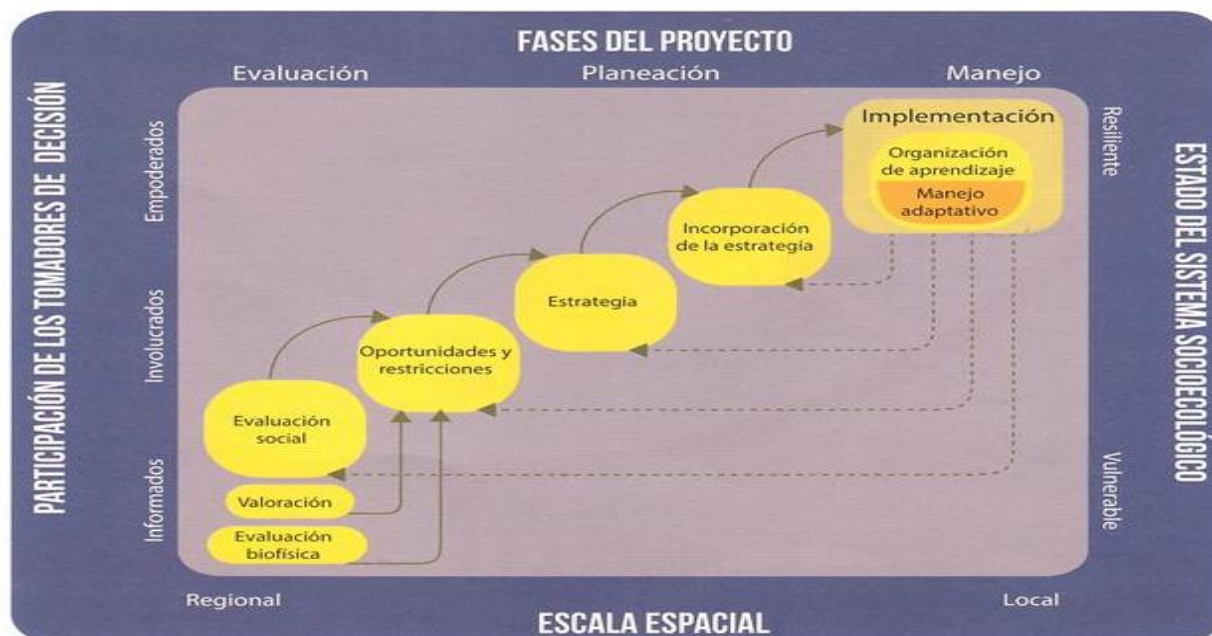 FASES DEL PROYECTO
Evaluación
Planeación
Manejo
PARTICIPACIÓN DE LOS TOMADORES DE DECISIÓN
Empoderados
Involucrados
Informados
Implementación
Organización
de aprendizaje
Manejo
adaptativo
Incorporación
de la estrategia
Estrategia
Oportunidades y
restricciones
Evaluación
social
Valoración
Evaluación
biofísica
Resiliente
Vulnerable
ESTADO DEL SISTEMA SOCIOECOLÓGICO
Regional
Local
ESCALA ESPACIAL